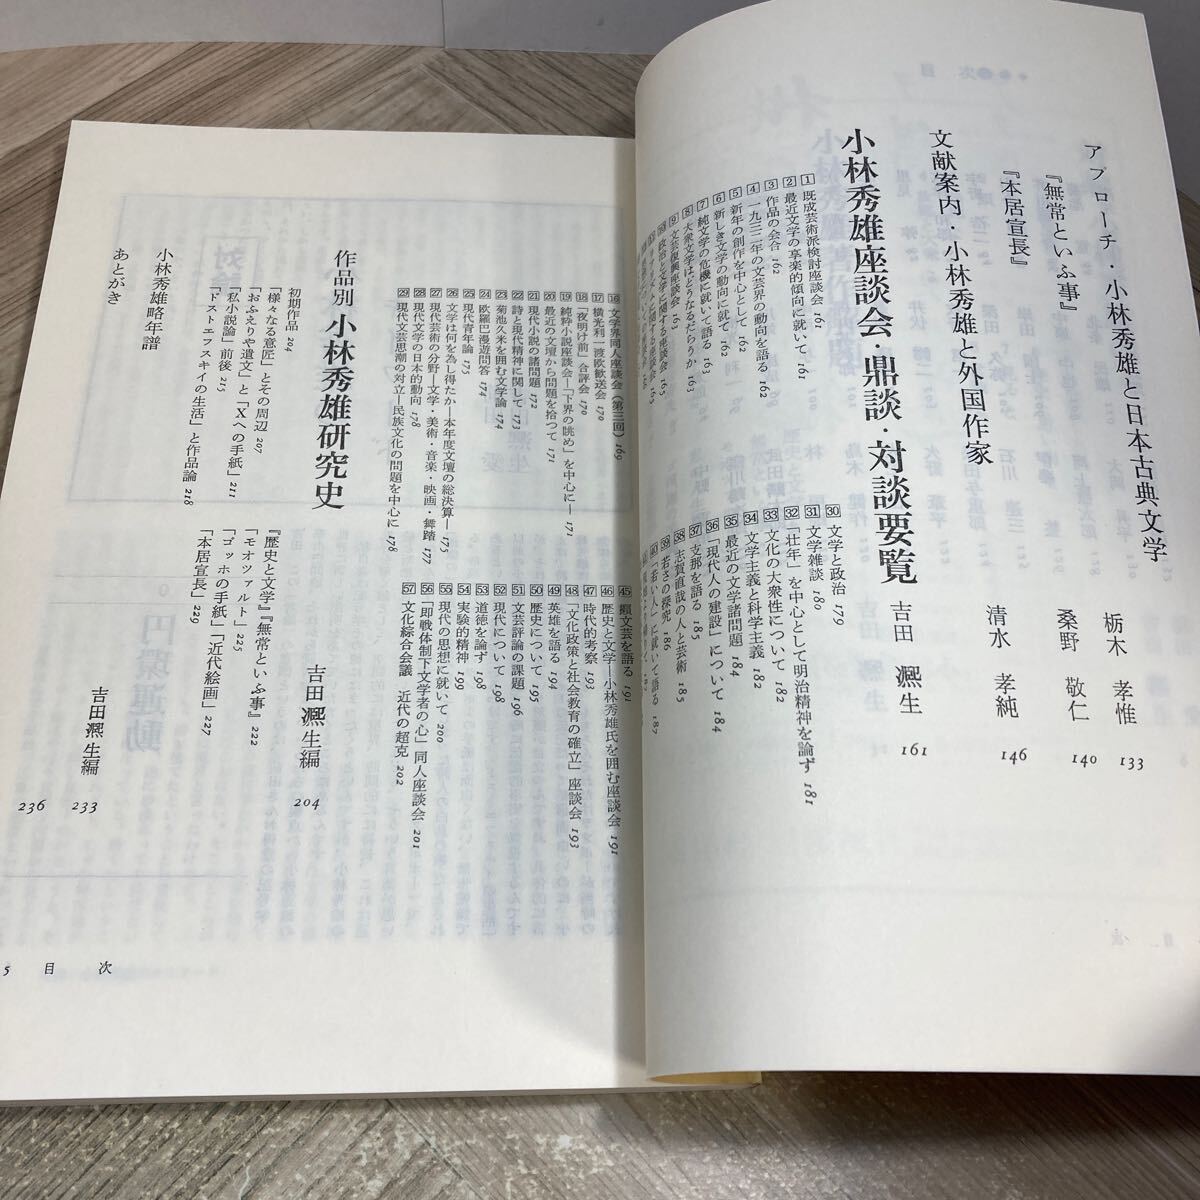 アプローチ・小林秀雄と日本古典文学
『無常といふ事』 栃木 孝惟 133
『本居宣長』 桑野 敬仁 140
文献案内・小林秀雄と外国作家 清水 孝純 146
小林秀雄座談会・鼎談・対談要覧 吉田 凞生 161
1 既成芸術派検討座談会 161
2 最近文学の享楽的傾向に就いて 161
3 作品の会合 162
4 一九三二年の文芸界の動向を語る 162
5 新年の創作を中心として 162
6 新しき文学の動向に就て 162
7 純文学の危機に就いて語る 163
8 大衆文学はどうなるだらうか 163
9 文芸復興座談会 163
政治と文学に関する座談会
30 文学と政治 179
31 文学雑談 180
32 「壮年」を中心として明治精神を論ず 181
33 文化の大衆性について 182
34 文学主義と科学主義 182
35 最近の文学諸問題 184
36 「現代人の建設」について 184
37 支那を語る 185
38 志賀直哉の人と芸術 185
39 若さの探究 186
40 「若い人」に就いて語る 187
16 文学界同人座談会（第三回） 169
17 横光利一渡欧歓送会 170
18 「夜明け前」合評会 170
19 純粋小説座談会―「下界の眺め」を中心に― 171
20 最近の文壇から問題を拾つて 171
21 現代小説の諸問題 172
22 詩と現代精神に関して 173
23 菊池久米を囲む文学論 174
24 欧羅巴漫遊問答 174
25 現代青年論 175
26 文学は何を為し得たか―本年度文壇の総決算― 175
27 現代芸術の分野―文学・美術・音楽・映画・舞踏 177
28 現代文学の日本的動向 178
29 現代文芸思潮の対立―民族文化の問題を中心に 178
45 顧文芸を語る 191
46 歴史と文学―小林秀雄氏を囲む座談会 191
47 時代的考察 193
48 「文化政策と社会教育の確立」座談会 193
49 英雄を語る 194
50 歴史について 195
51 文芸評論の課題 196
52 現代について 198
53 道徳を論ず 198
54 実験的精神 199
55 現代の思想に就いて 200
56 「即戦体制下文学者の心」同人座談会 201
57 文化綜合会議 近代の超克 202
作品別 小林秀雄研究史 吉田凞生編 204
初期作品 204
「様々なる意匠」とその周辺 207
「おふえりや遺文」と「Xへの手紙」 211
「私小説論」前後 215
「ドストエフスキイの生活」と作品論 218
『歴史と文学』『無常といふ事』 222
「モオツァルト」 225
「ゴッホの手紙」「近代絵画」 227
「本居宣長」 229
小林秀雄略年譜 吉田凞生編 233
あとがき 236
5 目 次